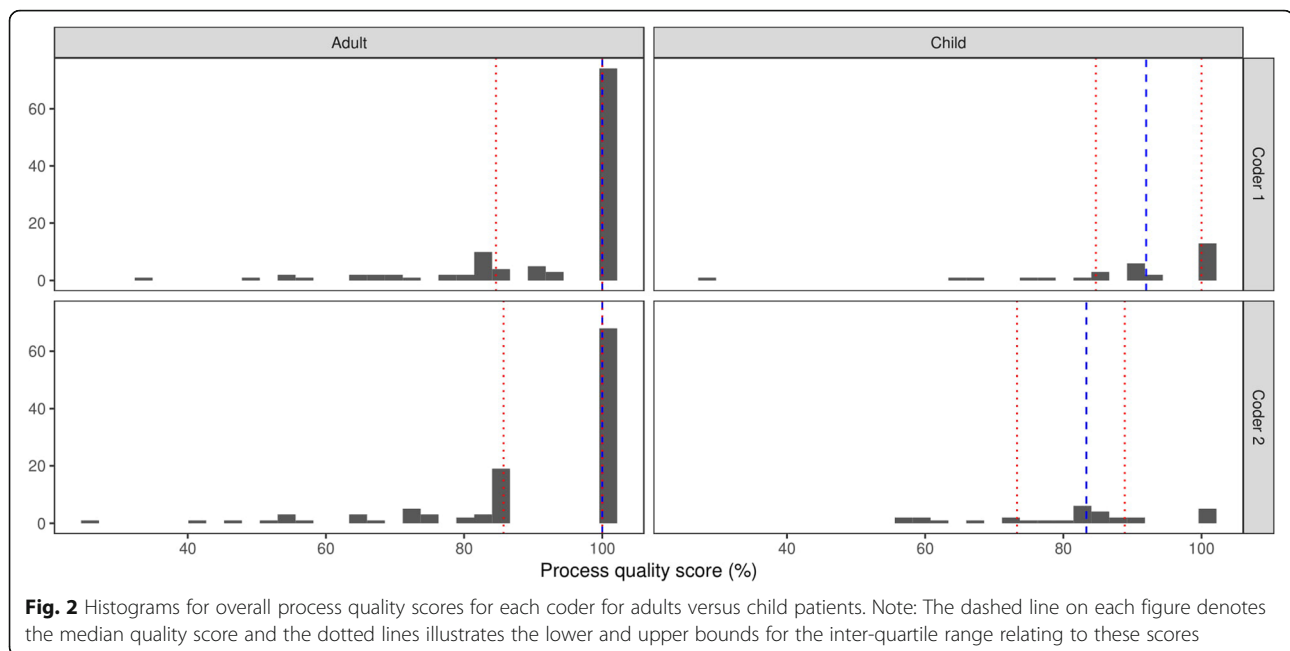 Adult
Child
60
40
20
0
Coder 1
60
40
20
0
Coder 2
40
60
80
100
40
60
80
100
Process quality score (%)
Fig. 2 Histograms for overall process quality scores for each coder for adults versus child patients. Note: The dashed line on each figure denotes
the median quality score and the dotted lines illustrates the lower and upper bounds for the inter-quartile range relating to these scores